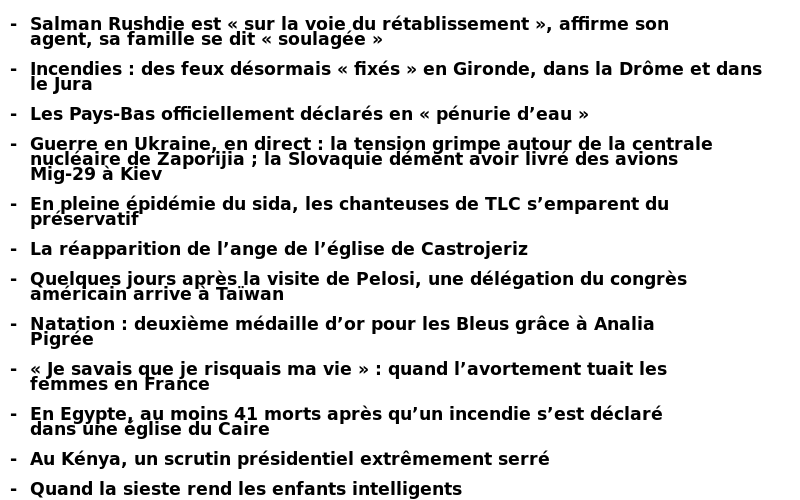 - Salman Rushdie est « sur la voie du rétablissement », affirme son
agent, sa famille se dit « soulagée »
- Incendies : des feux désormais « fixés » en Gironde, dans la Drôme et dans
le Jura
- Les Pays-Bas officiellement déclarés en « pénurie d’eau »
- Guerre en Ukraine, en direct : la tension grimpe autour de la centrale
nucléaire de Zaporijia ; la Slovaquie dément avoir livré des avions
Mig-29 à Kiev
- En pleine épidémie du sida, les chanteuses de TLC s’emparent du
préservatif
- La réapparition de l’ange de l’église de Castrojeriz
- Quelques jours après la visite de Pelosi, une délégation du congrès
américain arrive à Taïwan
- Natation : deuxième médaille d’or pour les Bleus grâce à Analia
Pigrée
- « Je savais que je risquais ma vie » : quand l’avortement tuait les
femmes en France
- En Egypte, au moins 41 morts après qu’un incendie s’est déclaré
dans une église du Caire
- Au Kénya, un scrutin présidentiel extrêmement serré
- Quand la sieste rend les enfants intelligents